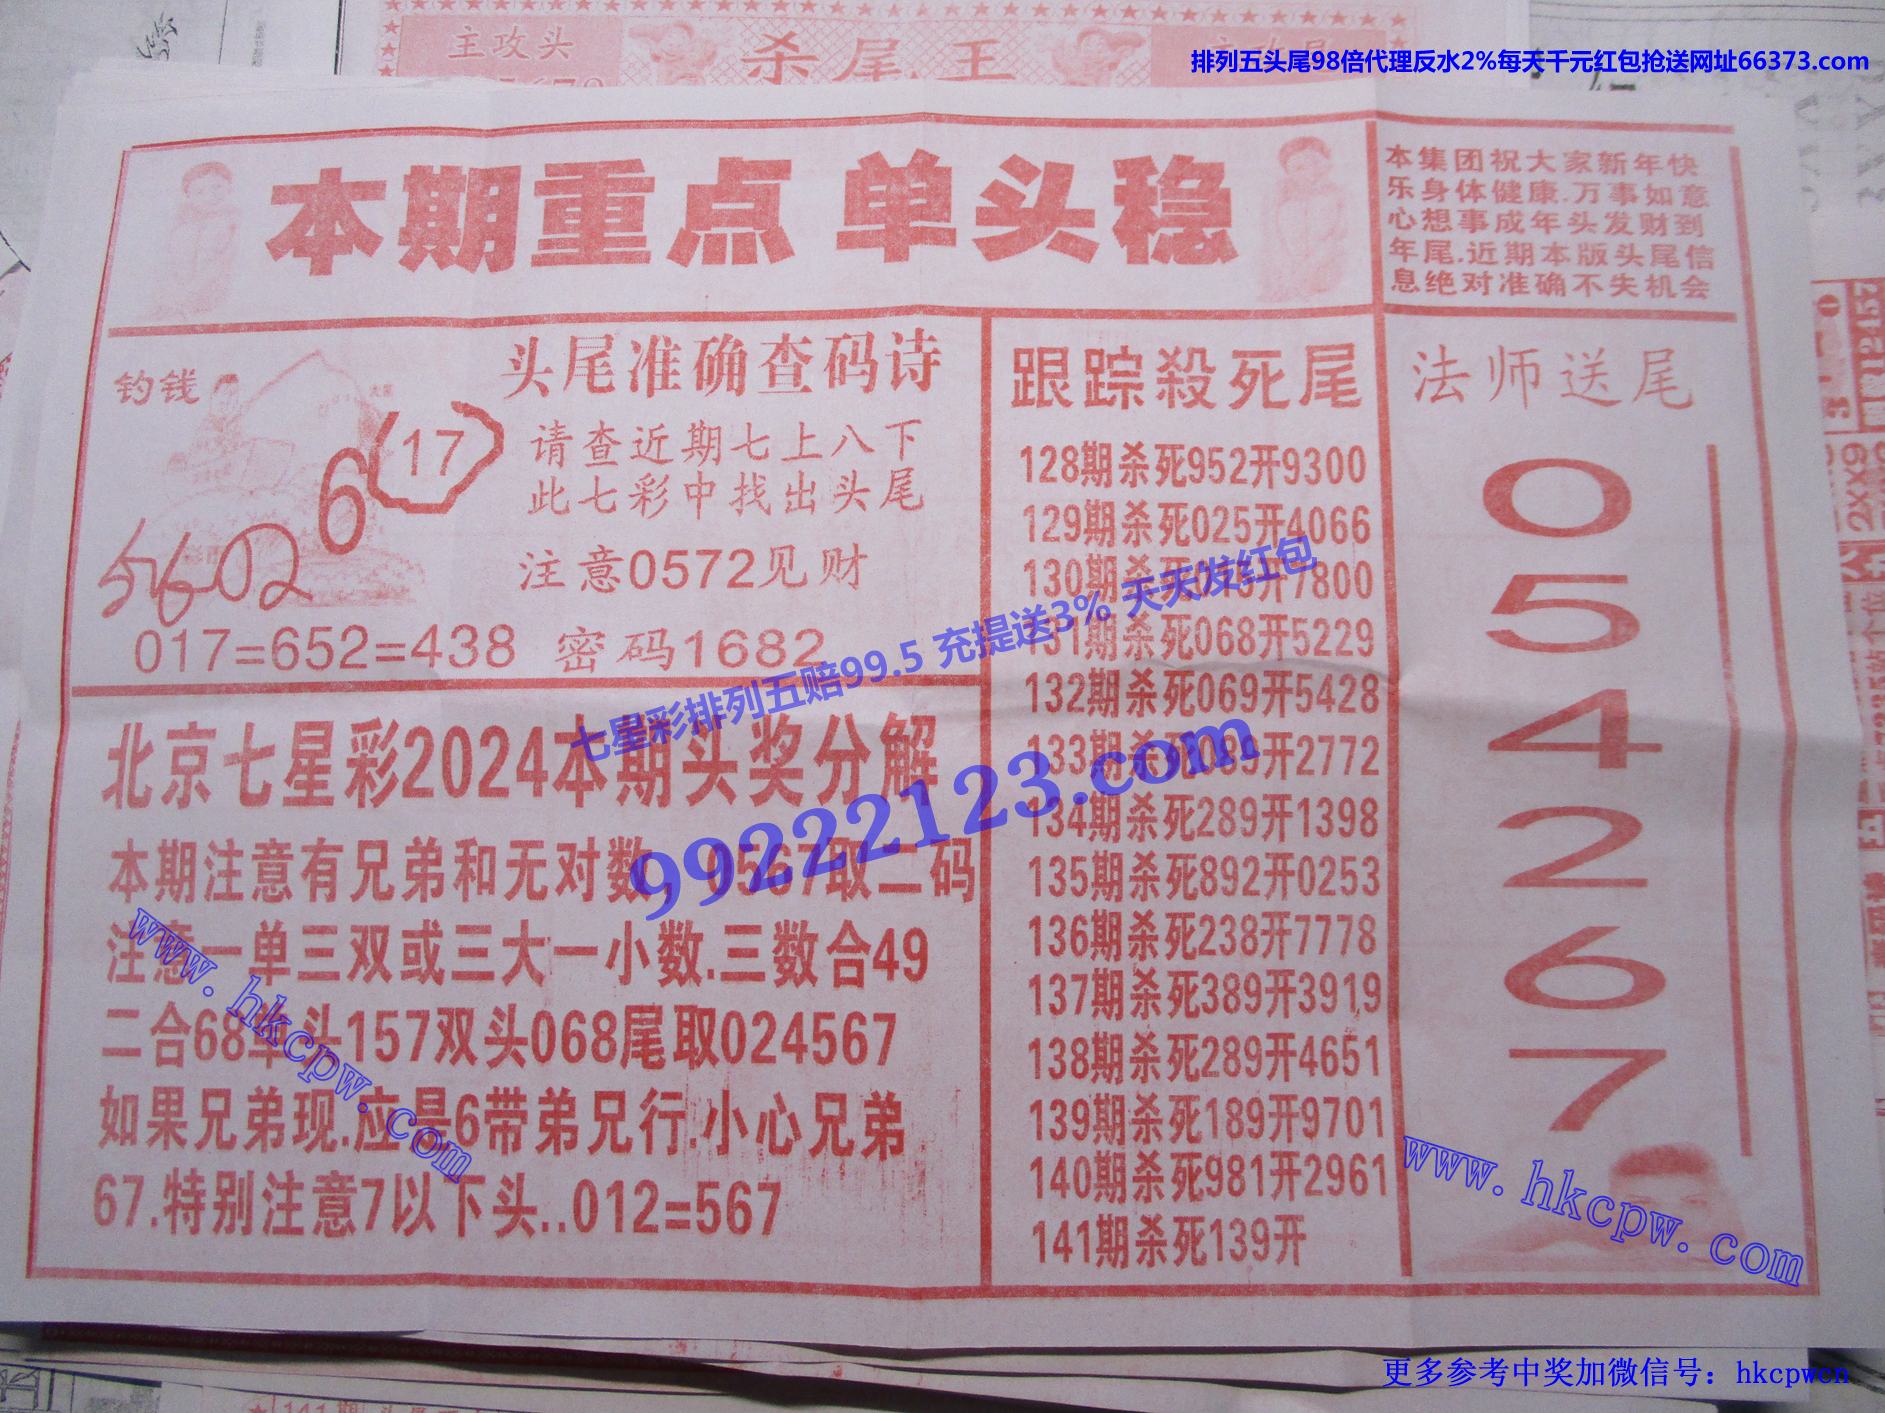 排列五头尾98倍代理反水2%每天千元红包抢送网址66373.com
主攻头
杀尾王
本期重点 单头稳
本集团祝大家新年快
乐身体健康.万事如意
心想事成年头发财到
年尾.近期本版头尾信
息绝对准确不失机会
钓钱
6(17)
5602
头尾准确查码诗
请查近期七上八下
此七彩中找出头尾
注意0572见财
017=652=438 密码1682
北京七星彩2024本期头奖分解
本期注意有兄弟和无对数,0567取二码
注意一单三双或三大一小数.三数合49
二合68单头157双头068尾取024567
如果兄弟现.应是6带弟兄行.小心兄弟
67.特别注意7以下头..012=567
跟踪殺死尾
128期杀死952开9300
129期杀死025开4066
130期杀死开7800
131期杀死068开5229
132期杀死069开5428
133期杀死089开2772
134期杀死289开1398
135期杀死892开0253
136期杀死238开7778
137期杀死389开3919
138期杀死289开4651
139期杀死189开9701
140期杀死981开2961
141期杀死139开
法师送尾
0
5
4
2
6
7
七星彩排列五赔99.5 充提送3% 天天发红包
99222123.com
www.hkcpw.com
www.hkcpw.com
更多参考中奖加微信号：hkcpwcn